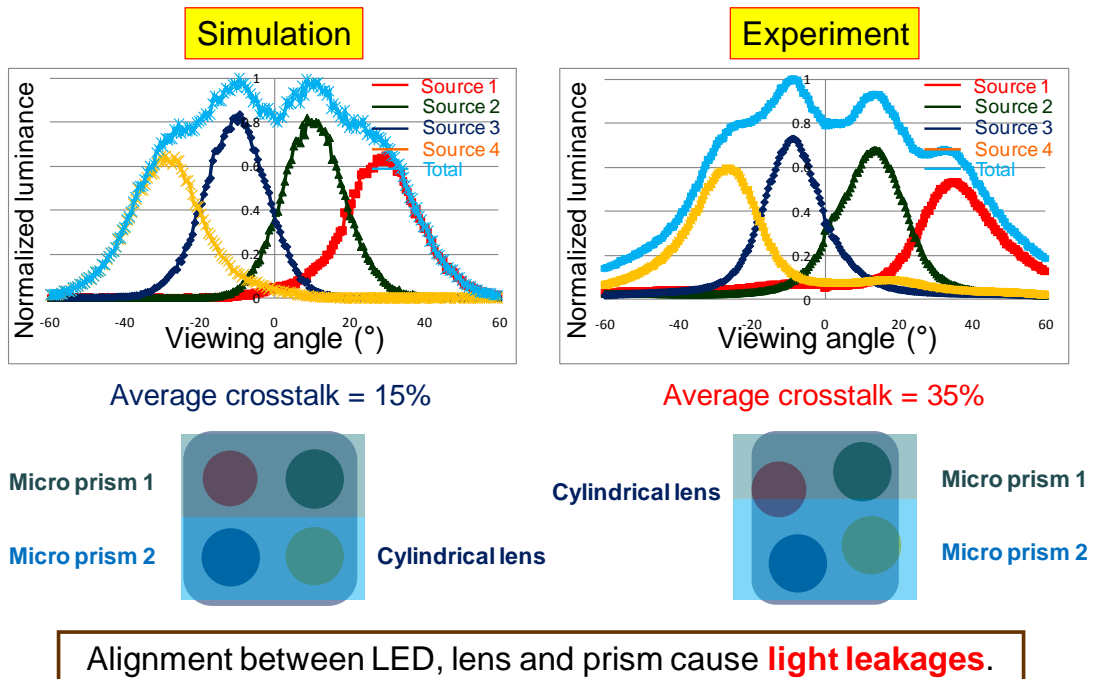 Simulation
Experiment
Normalized luminance
1
0.8
0.6
0.4
0.2
0
Source 1
Source 2
Source 3
Source 4
Total
-60 -40 -20 0 20 40 60
Viewing angle (°)
Normalized luminance
1
0.8
0.6
0.4
0.2
0
Source 1
Source 2
Source 3
Source 4
Total
-60 -40 -20 0 20 40 60
Viewing angle (°)
Average crosstalk = 15%
Average crosstalk = 35%
Micro prism 1
Micro prism 2
Cylindrical lens
Cylindrical lens
Micro prism 1
Micro prism 2
Alignment between LED, lens and prism cause light leakages.